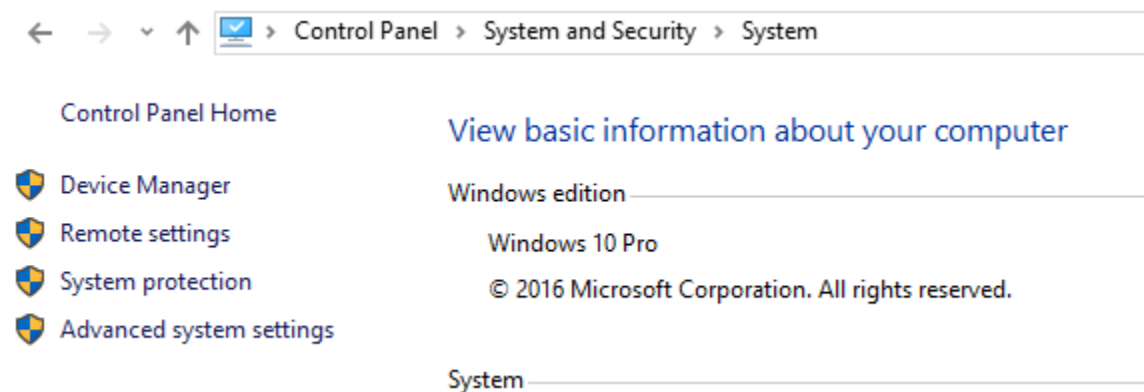 Control Panel > System and Security > System
Control Panel Home
View basic information about your computer
Device Manager
Windows edition
Remote settings
Windows 10 Pro
System protection
© 2016 Microsoft Corporation. All rights reserved.
Advanced system settings
System